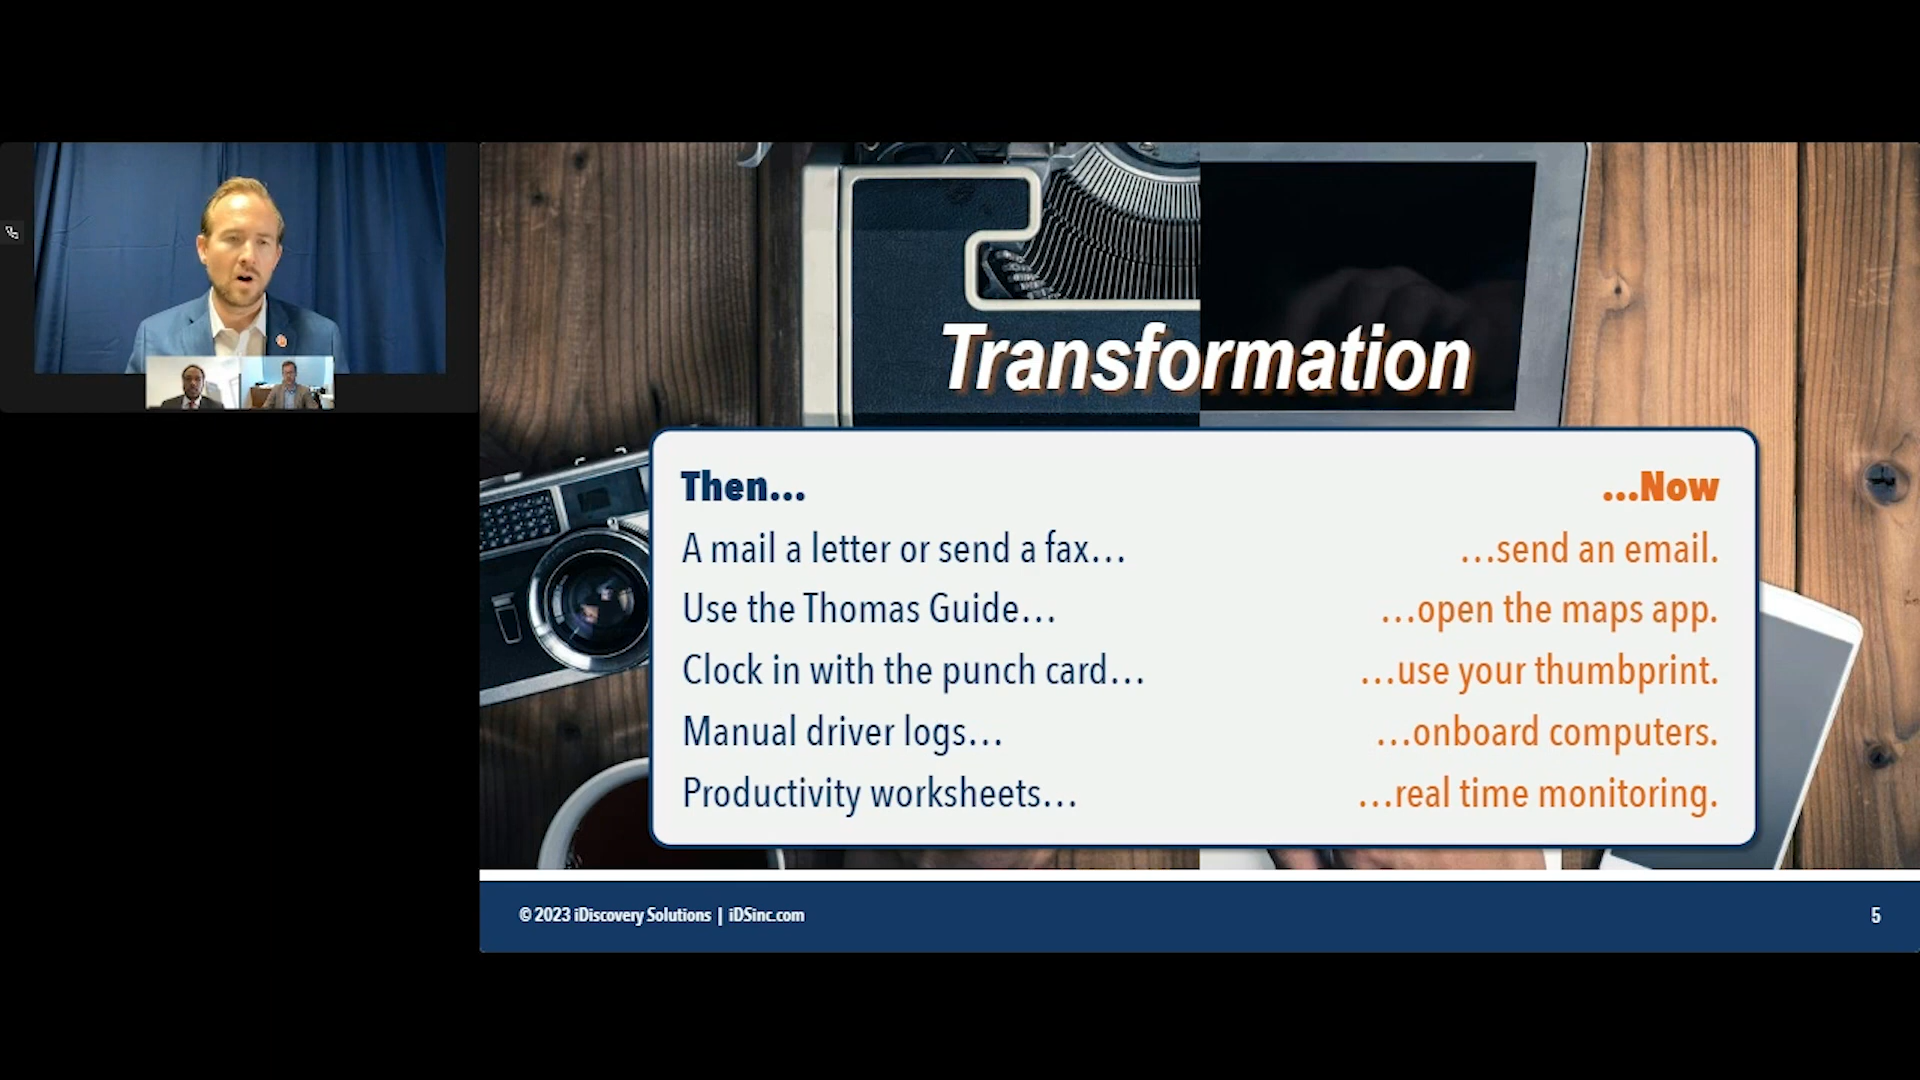 Transformation
Then... ...Now
A mail a letter or send a fax... ...send an email.
Use the Thomas Guide... ...open the maps app.
Clock in with the punch card... ...use your thumbprint.
Manual driver logs... ...onboard computers.
Productivity worksheets... ...real time monitoring.
© 2023 iDiscovery Solutions | iDSinc.com 5